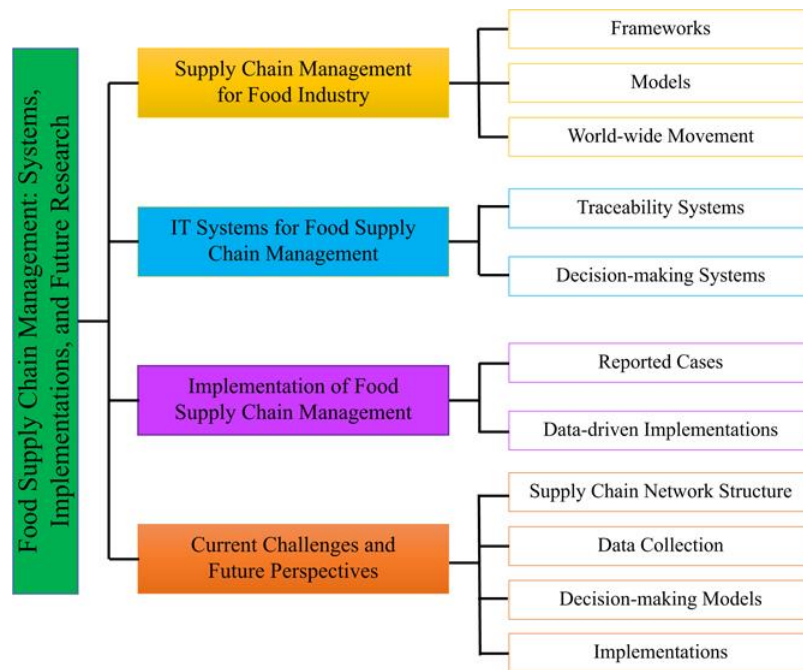 Food Supply Chain Management: Systems,
Implementations, and Future Research
Supply Chain Management
for Food Industry
Frameworks
Models
World-wide Movement
IT Systems for Food Supply
Chain Management
Traceability Systems
Decision-making Systems
Implementation of Food
Supply Chain Management
Reported Cases
Data-driven Implementations
Current Challenges and
Future Perspectives
Supply Chain Network Structure
Data Collection
Decision-making Models
Implementations